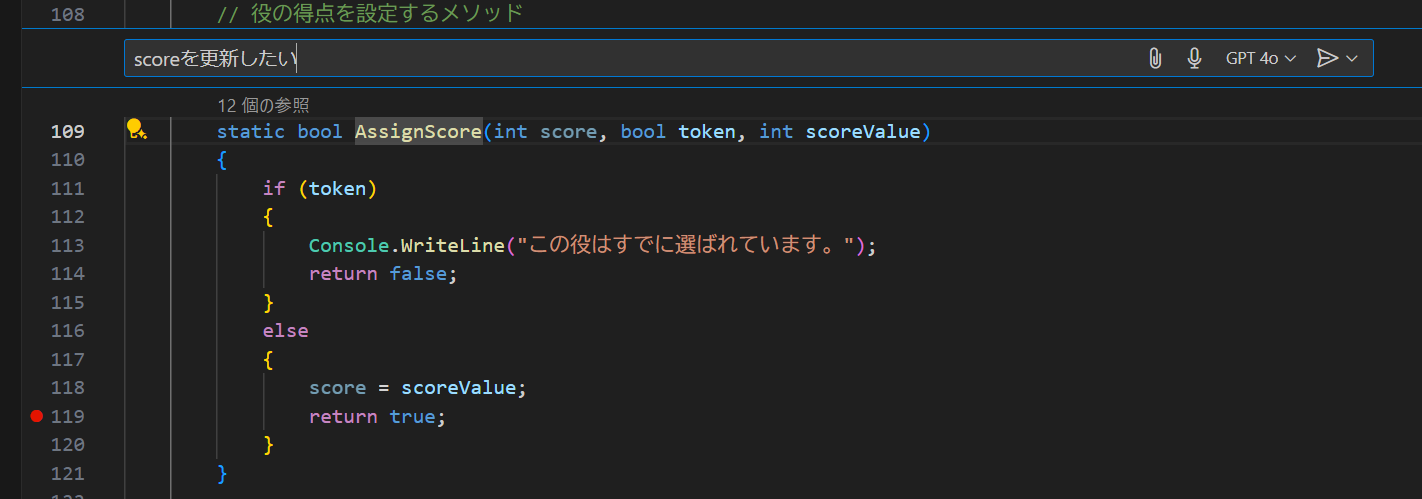 108 // 役の得点を設定するメソッド
scoreを更新したい GPT 4o
12 個の参照
109 static bool AssignScore(int score, bool token, int scoreValue)
110 {
111 if (token)
112 {
113 Console.WriteLine("この役はすでに選ばれています。");
114 return false;
115 }
116 else
117 {
118 score = scoreValue;
119 return true;
120 }
121 }